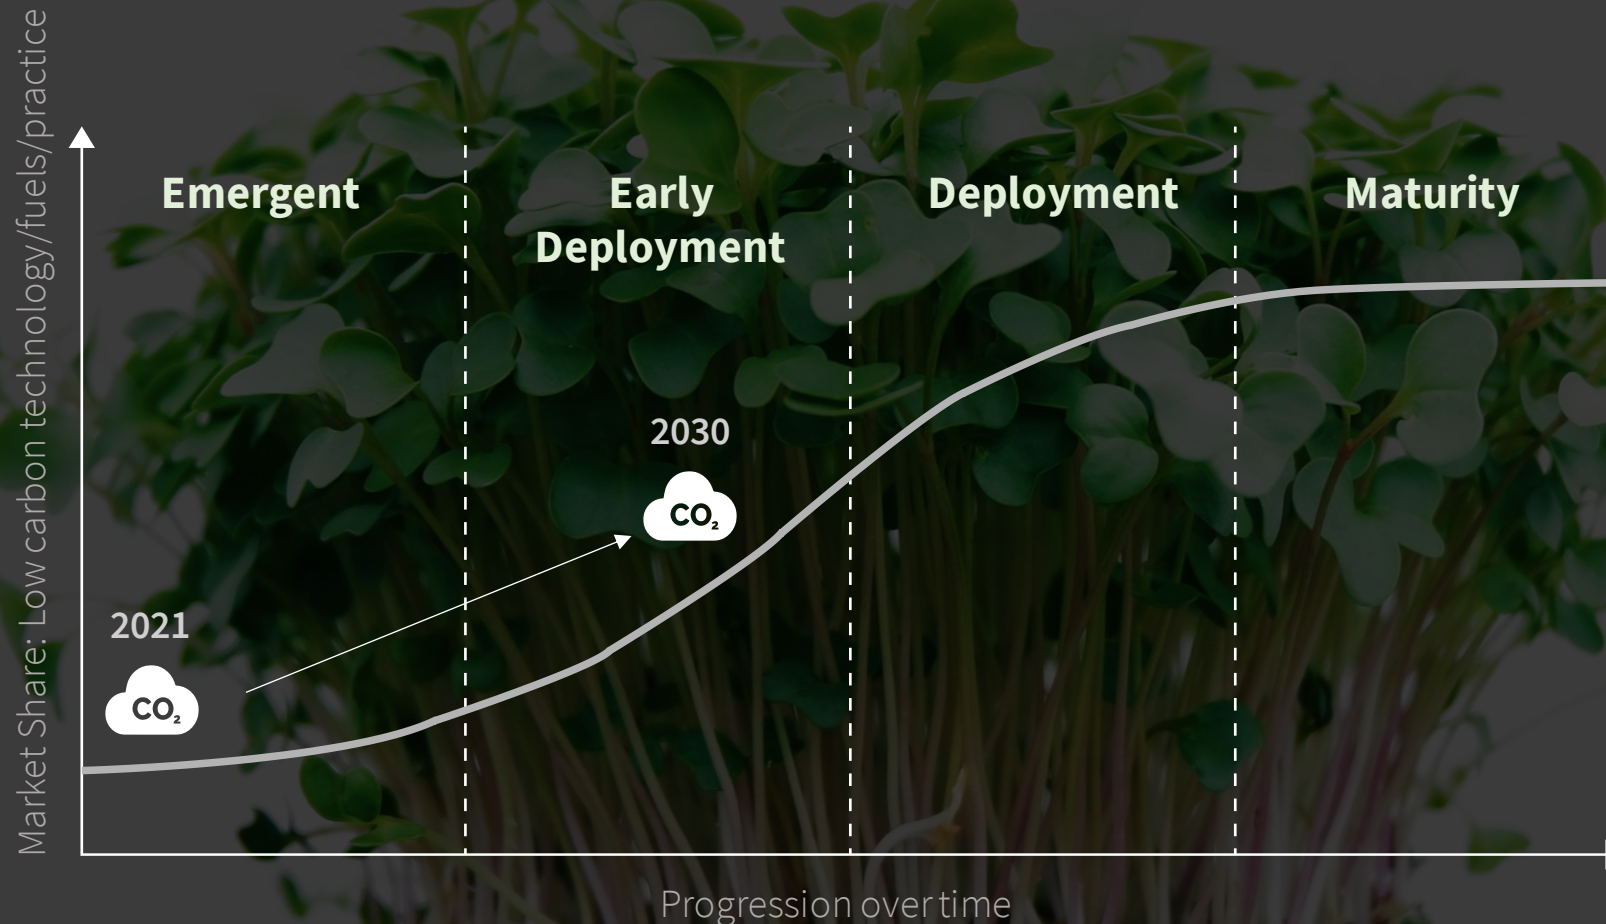 Market Share: Low carbon technology/fuels/practice
Emergent
Early
Deployment
Deployment
Maturity
2030
CO₂
2021
CO₂
Progression over time